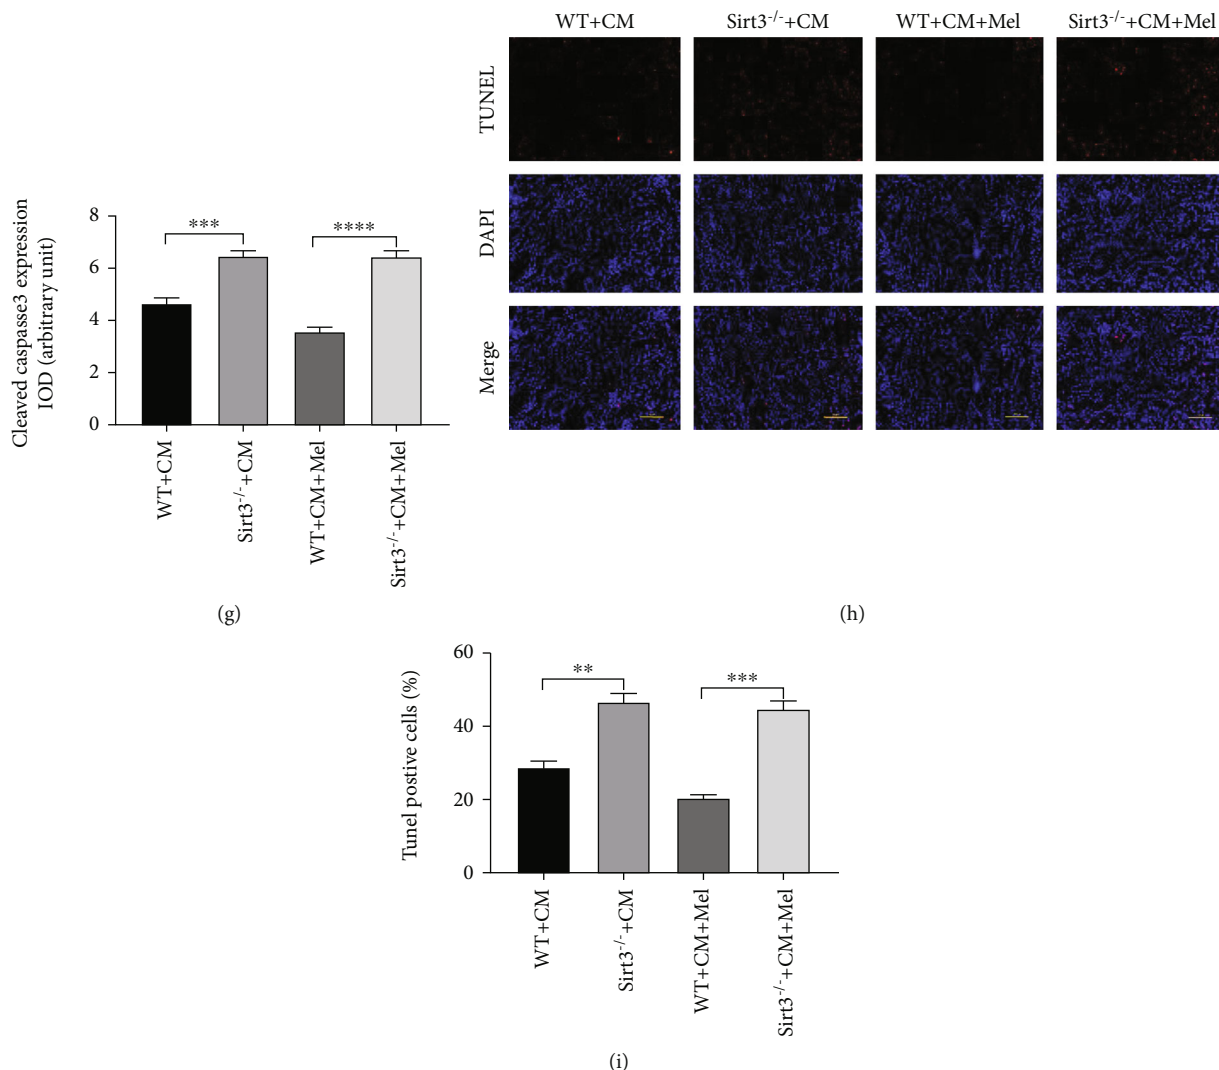 8
6
4
2
0
Cleaved caspasse3 expression
IOD (arbitrary unit)
***
****
WT+CM
Sirt3-/-+CM
WT+CM+Mel
Sirt3-/-+CM+Mel
(g)
WT+CM Sirt3-/-+CM WT+CM+Mel Sirt3-/-+CM+Mel
TUNEL
DAPI
Merge
(h)
60
40
20
0
Tunel postive cells (%)
**
***
WT+CM
Sirt3-/-+CM
WT+CM+Mel
Sirt3-/-+CM+Mel
(i)